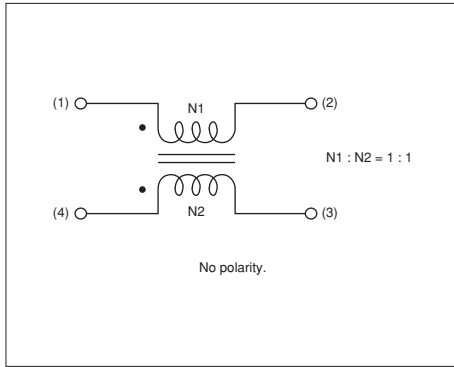 N1
(1)
(2)
N1 : N2 = 1 : 1
(4)
N2
(3)
No polarity.